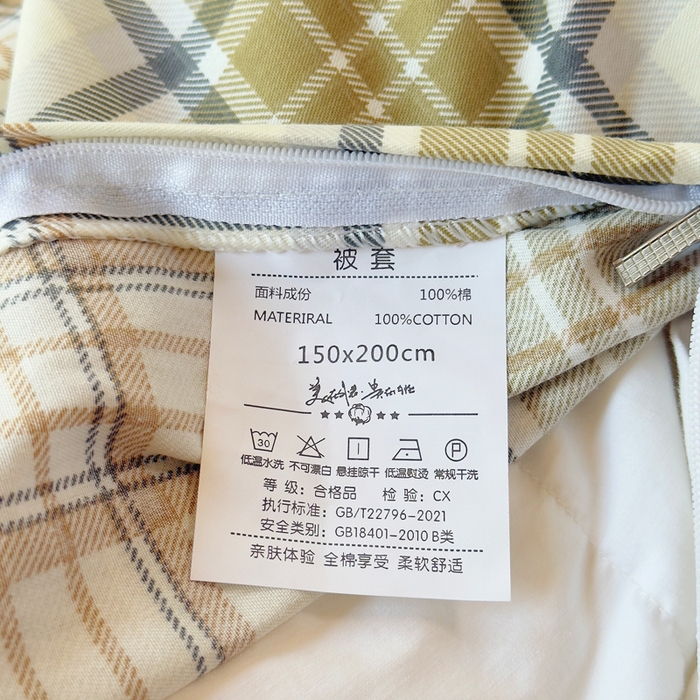 被套
面料成份 100%棉
MATERIRAL 100%COTTON
150x200cm
30
低温水洗 不可漂白 悬挂晾干 低温熨烫 常规干洗
P
等 级：合格品 检 验：CX
执行标准：GB/T22796-2021
安全类别：GB18401-2010 B类
亲肤体验 全棉享受 柔软舒适